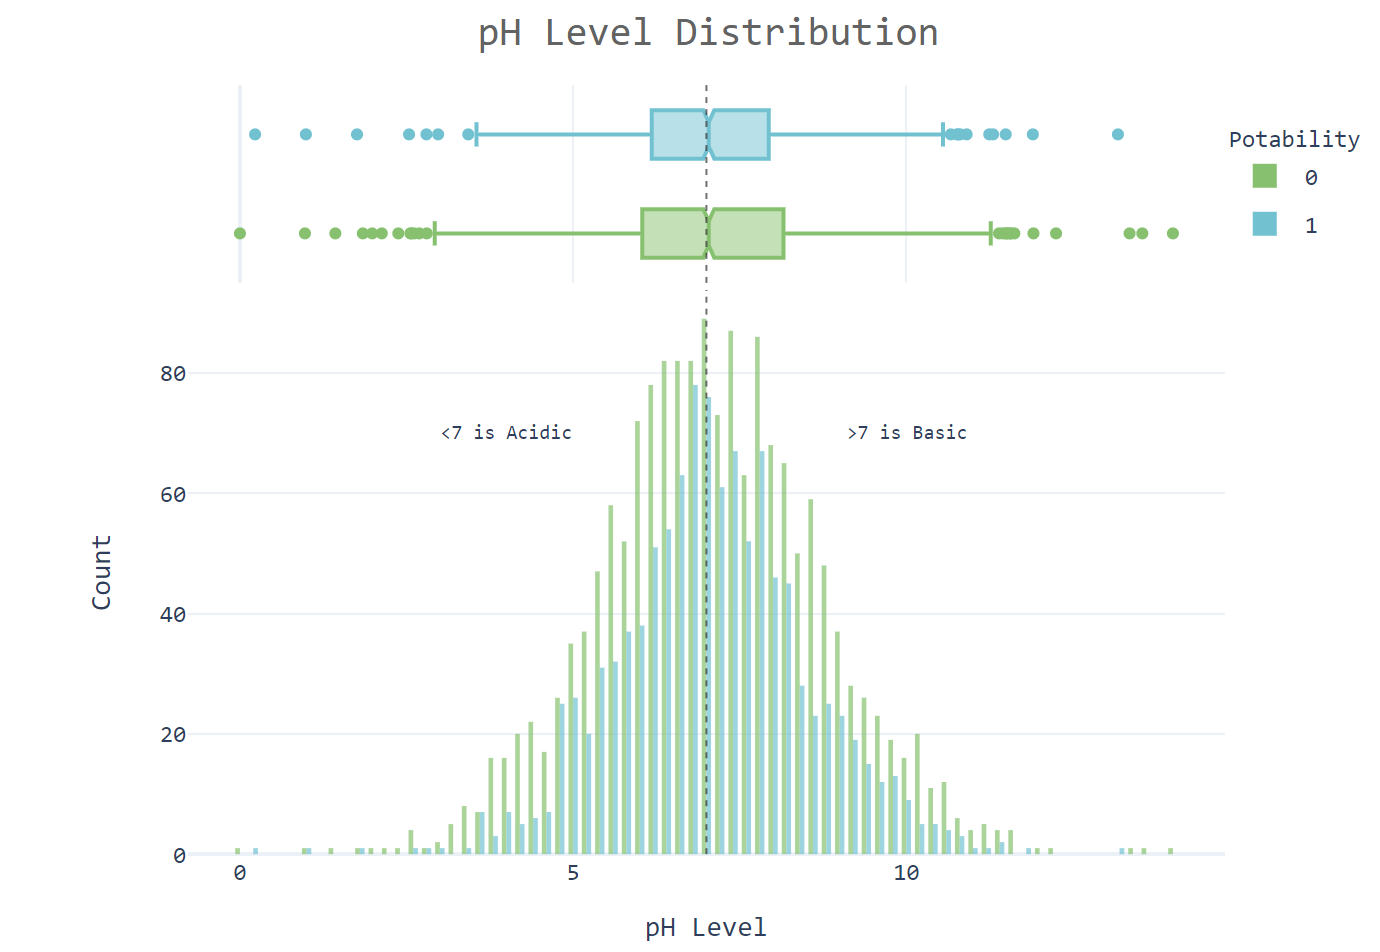 pH Level Distribution
Potability
0
1
80
<7 is Acidic
>7 is Basic
60
Count
40
20
0
0 5 10
pH Level